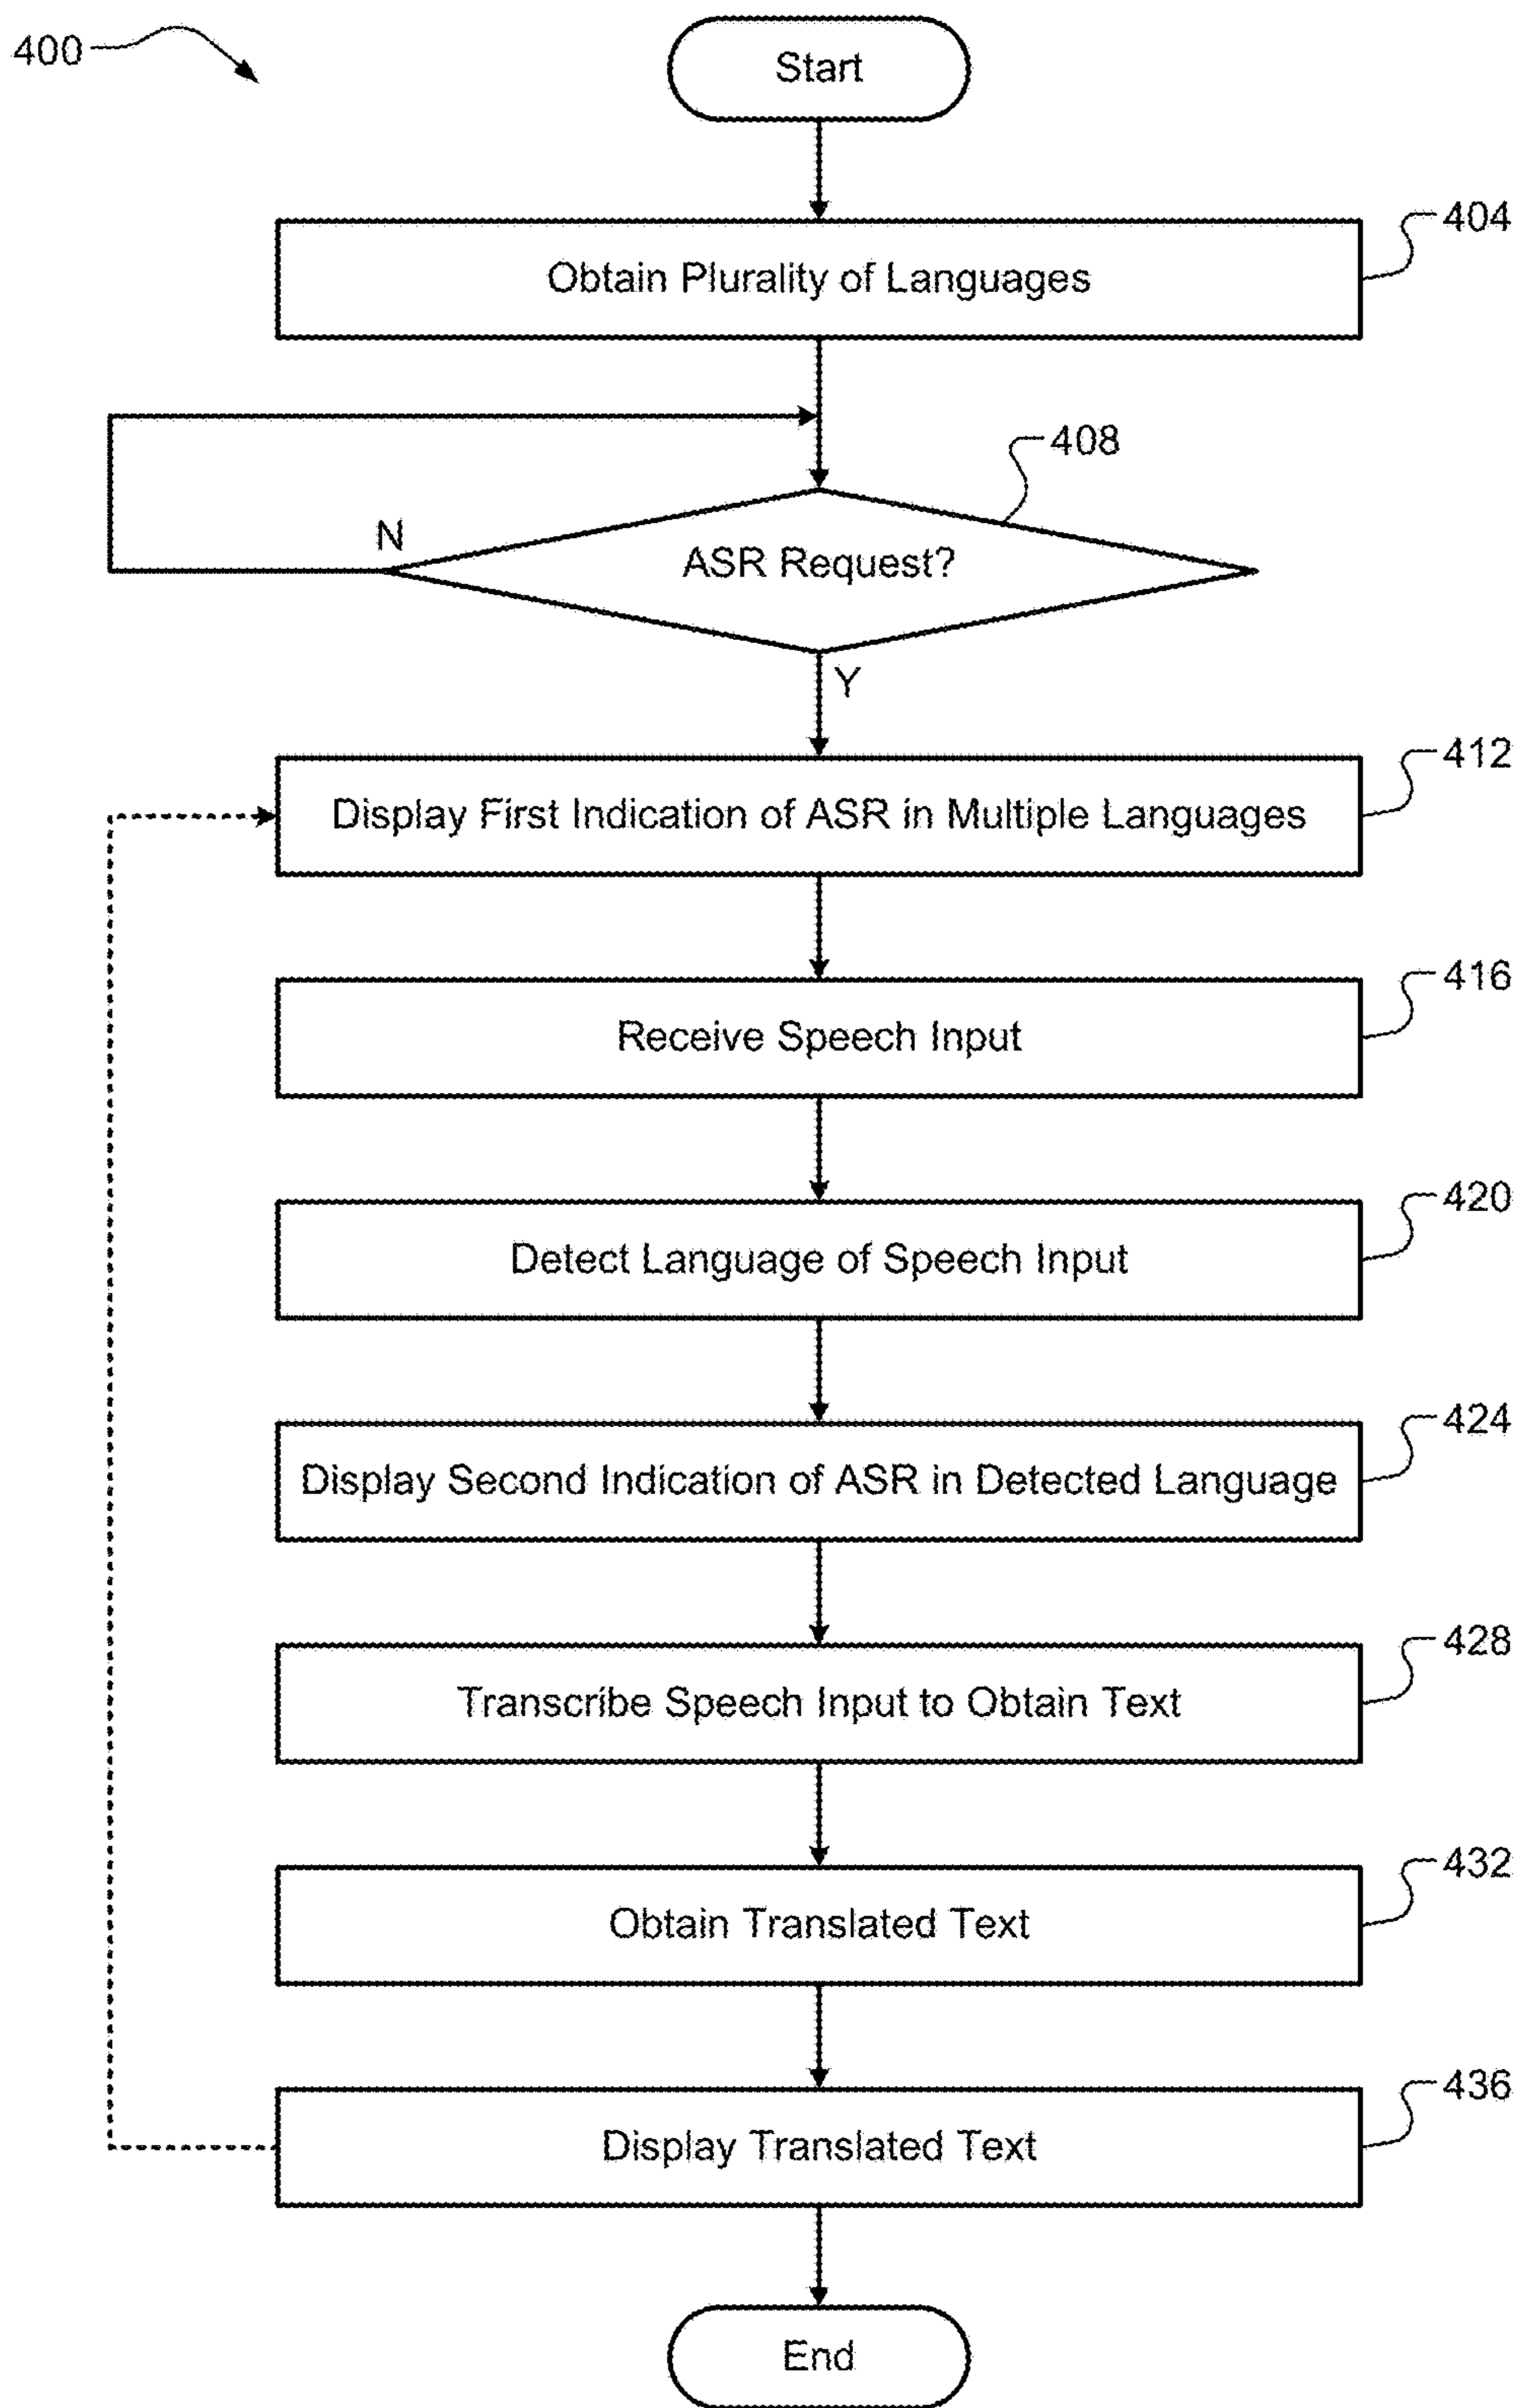 400
Start
404
Obtain Plurality of Languages
408
N
ASR Request?
Y
412
Display First Indication of ASR in Multiple Languages
416
Receive Speech Input
420
Detect Language of Speech Input
424
Display Second Indication of ASR in Detected Language
428
Transcribe Speech Input to Obtain Text
432
Obtain Translated Text
436
Display Translated Text
End